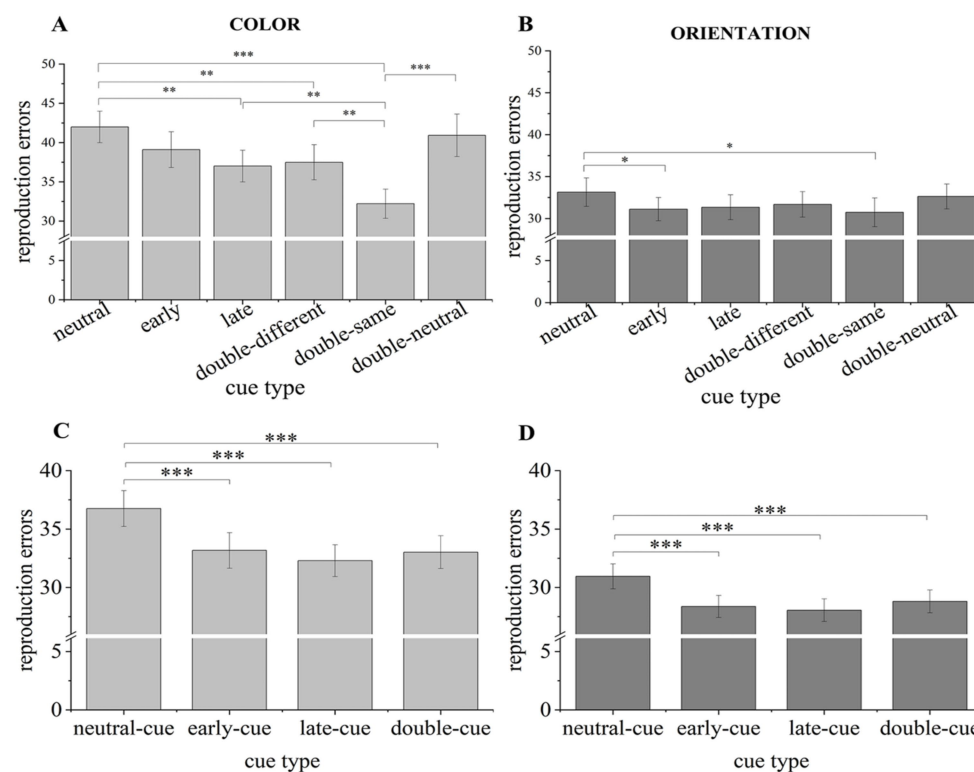 A
COLOR
***
**
***
**
**
**
50
45
40
35
30
5
0
reproduction errors
neutral
early
late
double-different
double-same
double-neutral
cue type
B
ORIENTATION
*
*
50
45
40
35
30
5
0
reproduction errors
neutral
early
late
double-different
double-same
double-neutral
cue type
C
***
***
***
40
35
30
5
0
reproduction errors
neutral-cue
early-cue
late-cue
double-cue
cue type
D
***
***
***
40
35
30
5
0
reproduction errors
neutral-cue
early-cue
late-cue
double-cue
cue type